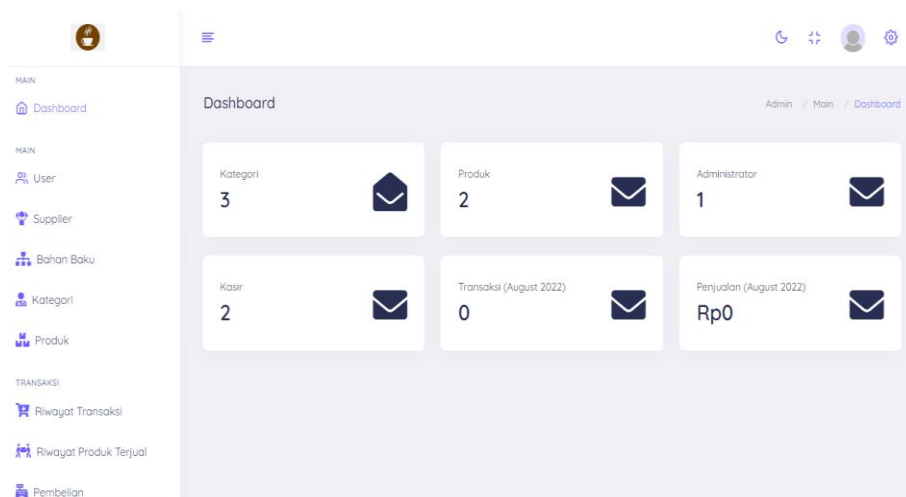 MAIN
Dashboard
MAIN
User
Supplier
Bahan Baku
Kategori
Produk
TRANSAKSI
Riwayat Transaksi
Riwayat Produk Terjual
Pembelian
Dashboard
Admin / Main / Dashboard
Kategori
3
Produk
2
Administrator
1
Kasir
2
Transaksi (August 2022)
0
Penjualan (August 2022)
Rp0